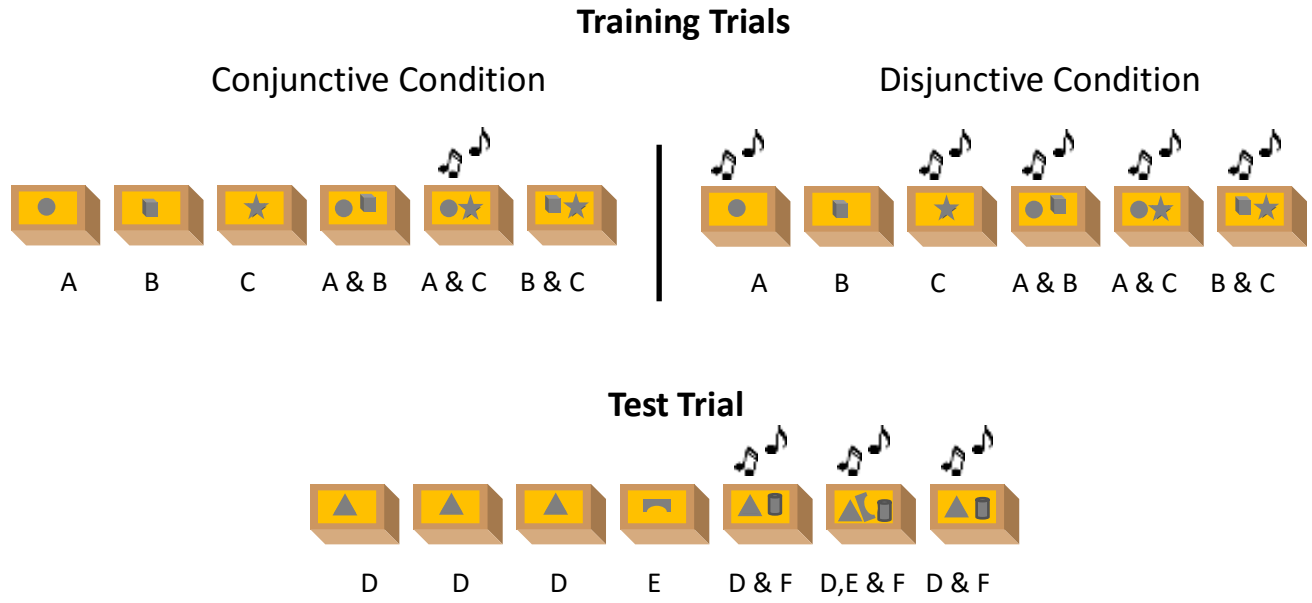 Training Trials
Conjunctive Condition
Disjunctive Condition
A B C A & B A & C B & C
A B C A & B A & C B & C
Test Trial
D D D E D & F D,E & F D & F